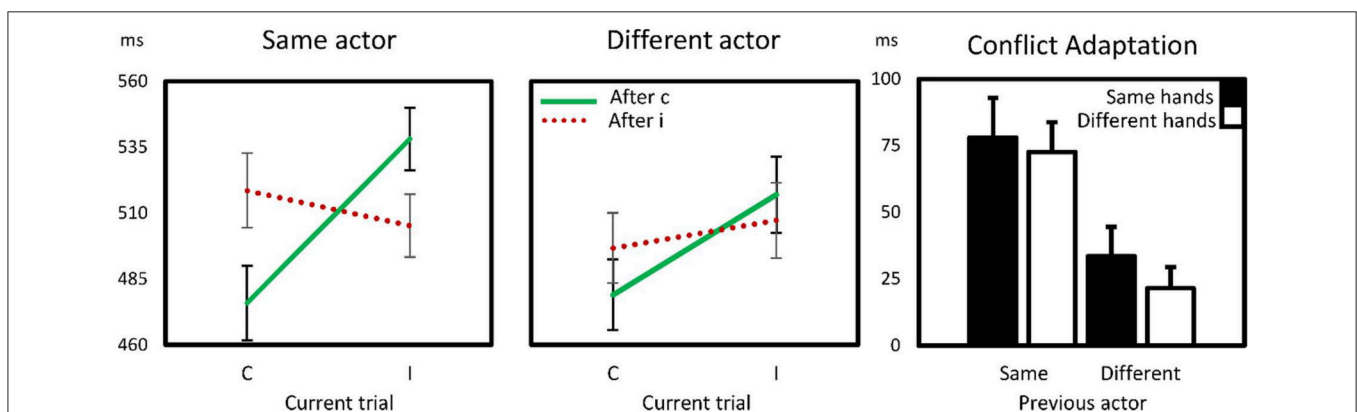 Same actor
Different actor
Conflict Adaptation
ms
560
535
510
485
460
C
I
Current trial
After c
After i
C
I
Current trial
ms
100
75
50
25
0
Same hands
Different hands
Same
Different
Previous actor